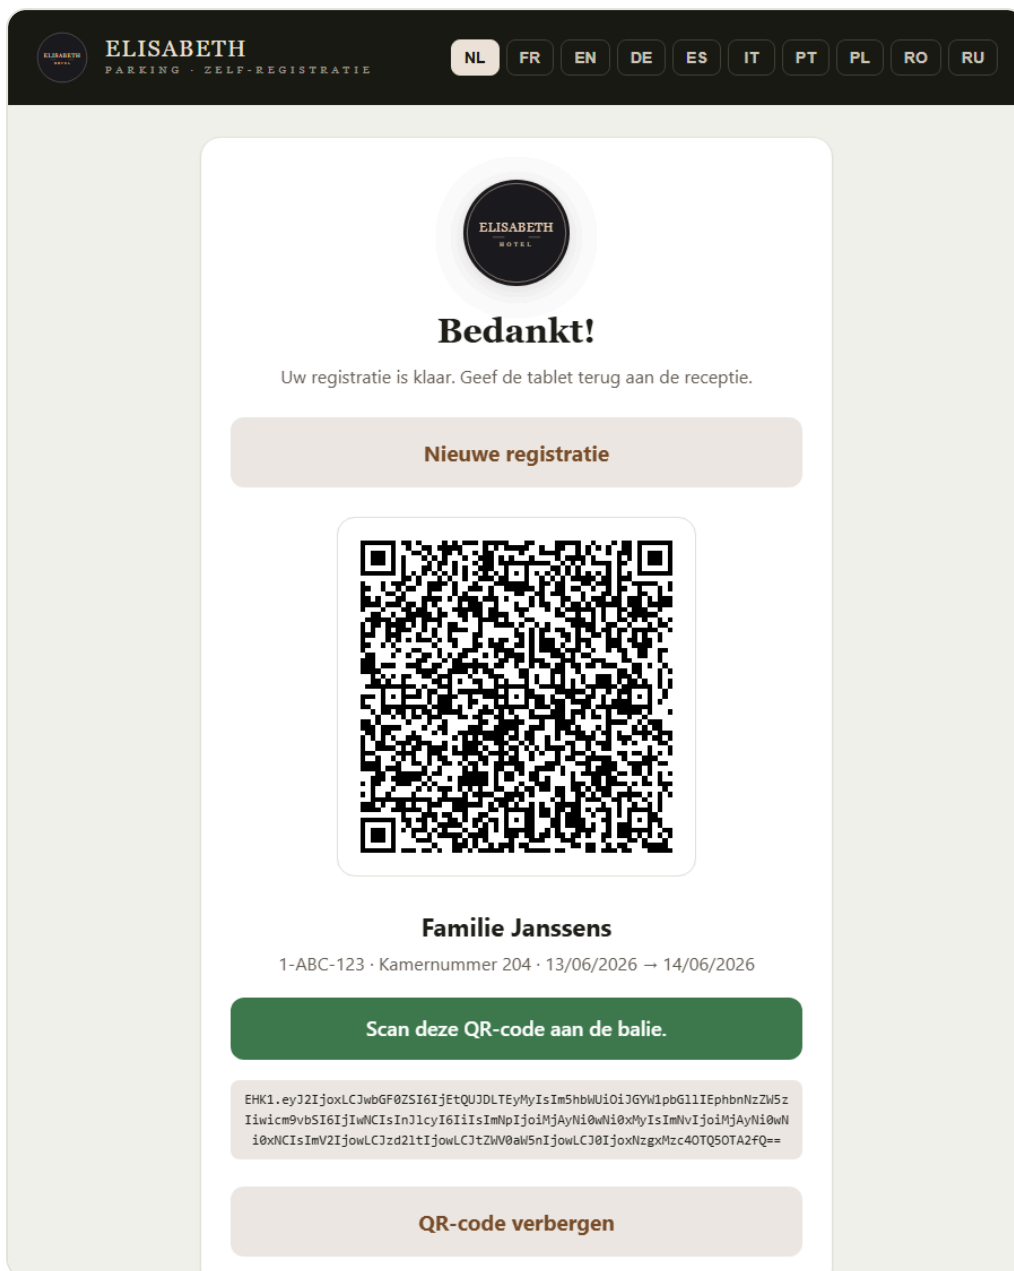 ELISABETH
HOTEL
ELISABETH
PARKING · ZELF-REGISTRATIE
NL FR EN DE ES IT PT PL RO RU
ELISABETH
HOTEL
Bedankt!
Uw registratie is klaar. Geef de tablet terug aan de receptie.
Nieuwe registratie
Familie Janssens
1-ABC-123 · Kamernummer 204 · 13/06/2026 → 14/06/2026
Scan deze QR-code aan de balie.
EHK1.eyJ2IjoxLCJwbGF0ZSI6IjEtQUJDLTEyMyIsIm5hbWUiOiJGYW1pbGllIEphbnNzZW5z
Iiwicm9vbSI6IjIwNCIsInJlcyI6IiIsImNpIjoiMjAyNi0wNi0xMyIsImNvIjoiMjAyNi0wN
i0xNCIsImV2IjowLCJzd2ltIjowLCJtZWV0aW5nIjowLCJ0IjoxNzgxMzc4OTQ5OTA2fQ==
QR-code verbergen